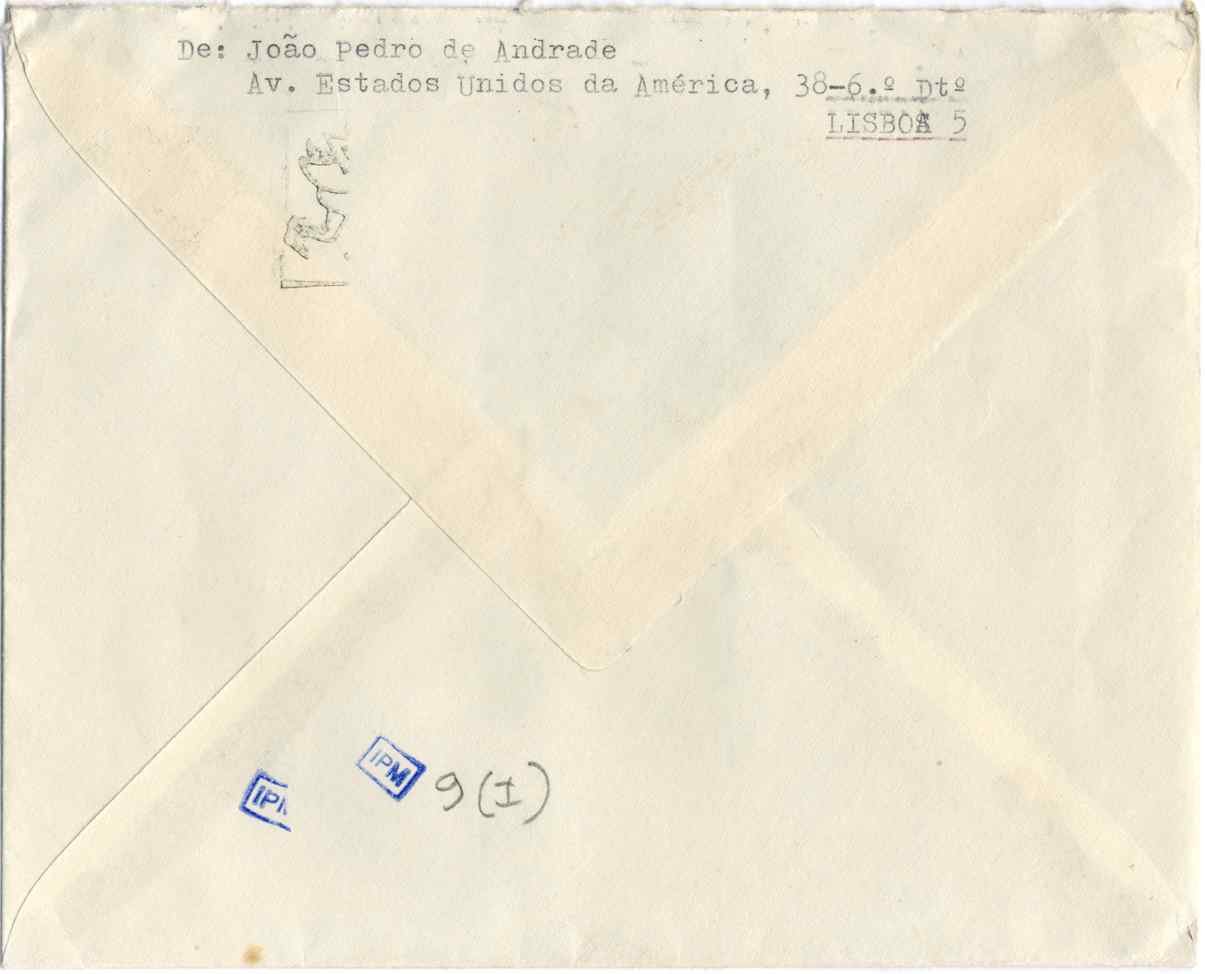 De: João Pedro de Andrade
Av. Estados Unidos da América, 38-6.º Dtº
LISBOA 5
IPM
IPM 9(I)